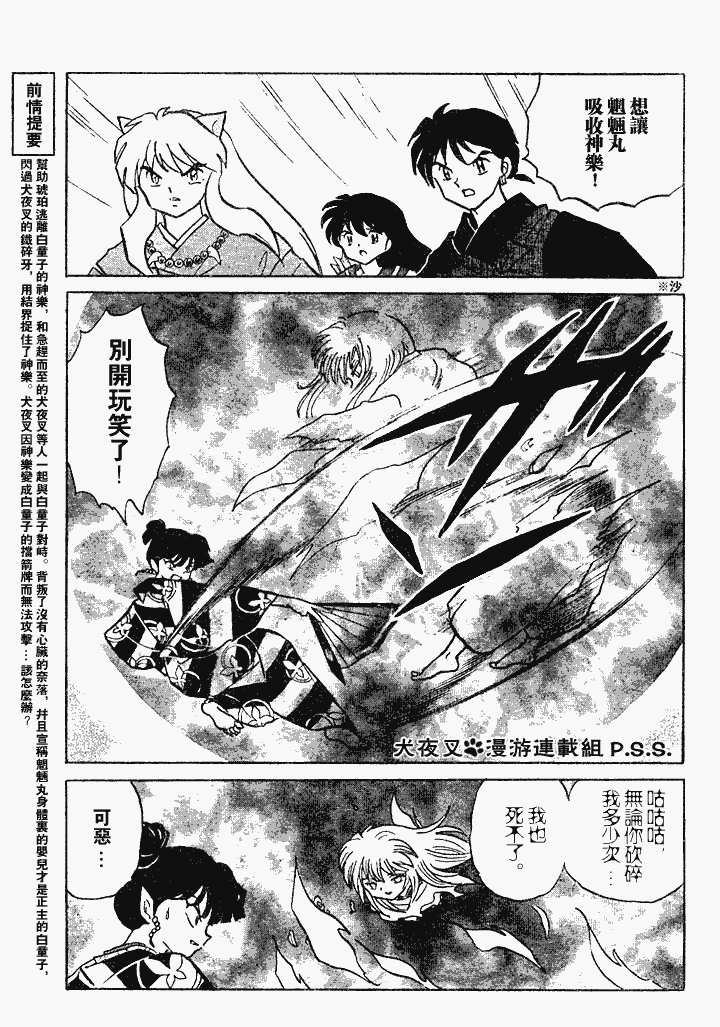 想讓
魍魎丸
吸收神樂！
※沙
別開玩笑了！
犬夜叉漫游連載組 P.S.S.
咕咕咕，
無論你砍碎
我多少次…
我也
死不了。
可惡…
前情提要
幫助琥珀逃離白童子的神樂，和急趕而至的犬夜叉等人一起與白童子對峙。背叛了沒有心臟的奈落，并且宣稱魍魎丸身體裏的嬰兒才是正主的白童子，
閃過犬夜叉的鐵碎牙，用結界捉住了神樂。犬夜叉因神樂變成白童子的擋箭牌而無法攻擊…該怎麼辦？